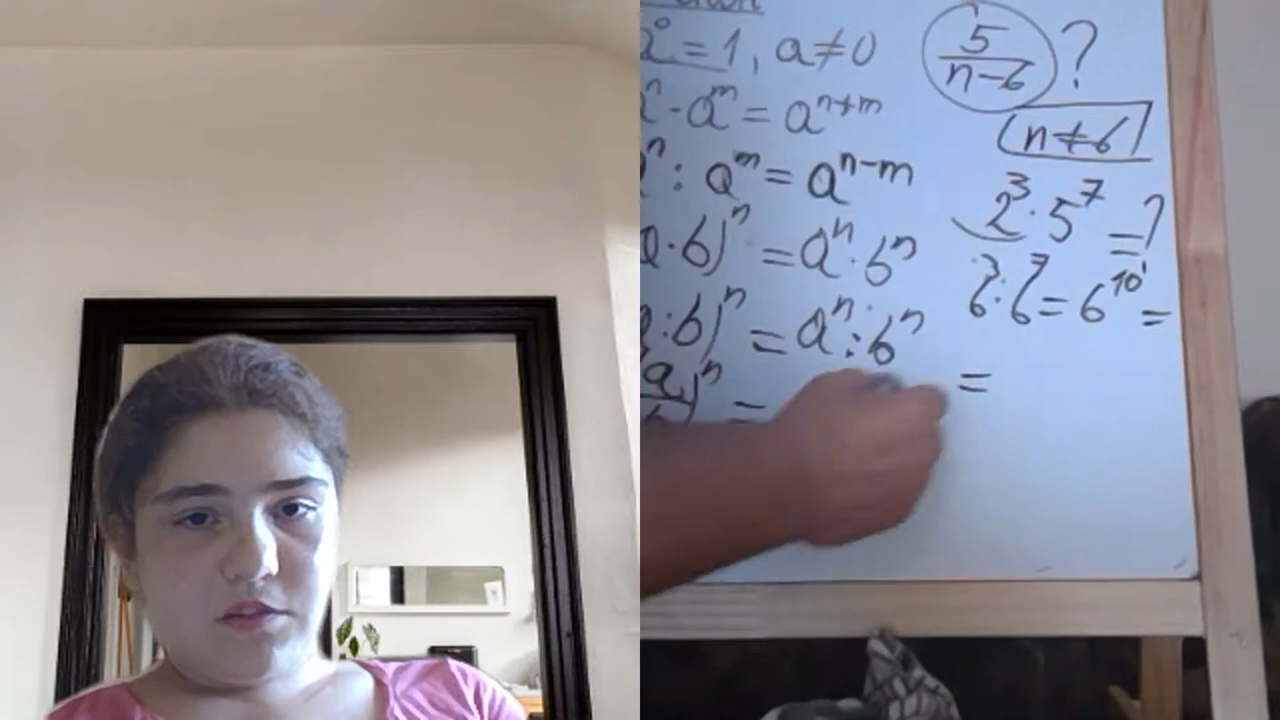 a⁰ = 1, a ≠ 0
aⁿ · aᵐ = aⁿ⁺ᵐ
ⁿ : aᵐ = aⁿ⁻ᵐ
a · b)ⁿ = aⁿ · bⁿ
: b)ⁿ = aⁿ : bⁿ
a)ⁿ =
5
n – 6
?
n ≠ 6
2³ · 5⁷ = ?
6³ · 6⁷ = 6¹⁰ =
=